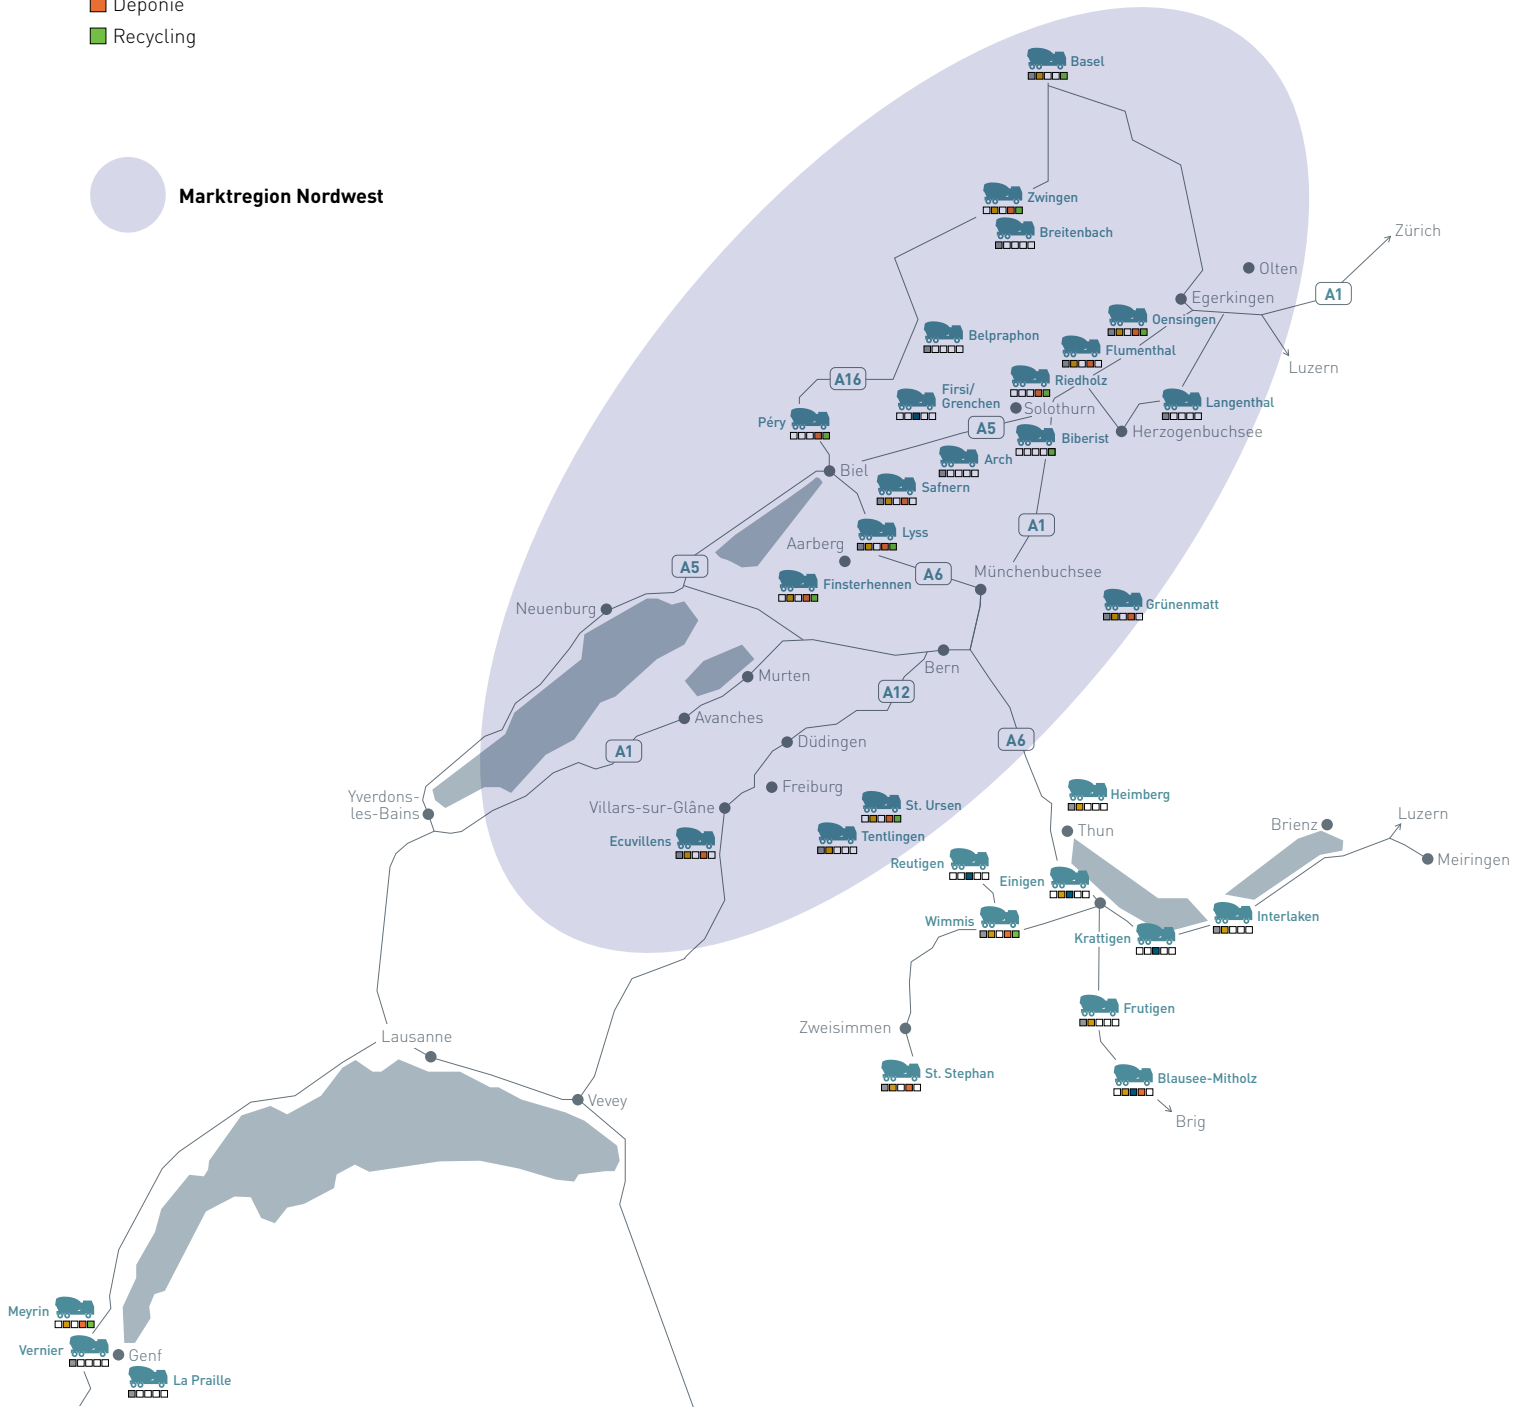 Deponie
Recycling
Marktregion Nordwest
Basel
Zwingen
Breitenbach
Zürich
Olten
A1
Egerkingen
Oensingen
Belpraphon
Flumenthal
Luzern
A16
Riedholz
Firsi/
Grenchen
Solothurn
Langenthal
Péry
A5
Herzogenbuchsee
Biberist
Arch
Biel
Safnern
A1
Lyss
Aarberg
A5
A6
Münchenbuchsee
Finsterhennen
Neuenburg
Grünenmatt
Bern
Murten
A12
Avanches
A1
Düdingen
A6
Freiburg
Heimberg
Yverdons-
les-Bains
Villars-sur-Glâne
St. Ursen
Luzern
Brienz
Thun
Ecuvillens
Tentlingen
Reutigen
Meiringen
Einigen
Wimmis
Interlaken
Krattigen
Frutigen
Zweisimmen
Lausanne
St. Stephan
Blausee-Mitholz
Vevey
Brig
Meyrin
Vernier
Genf
La Praille